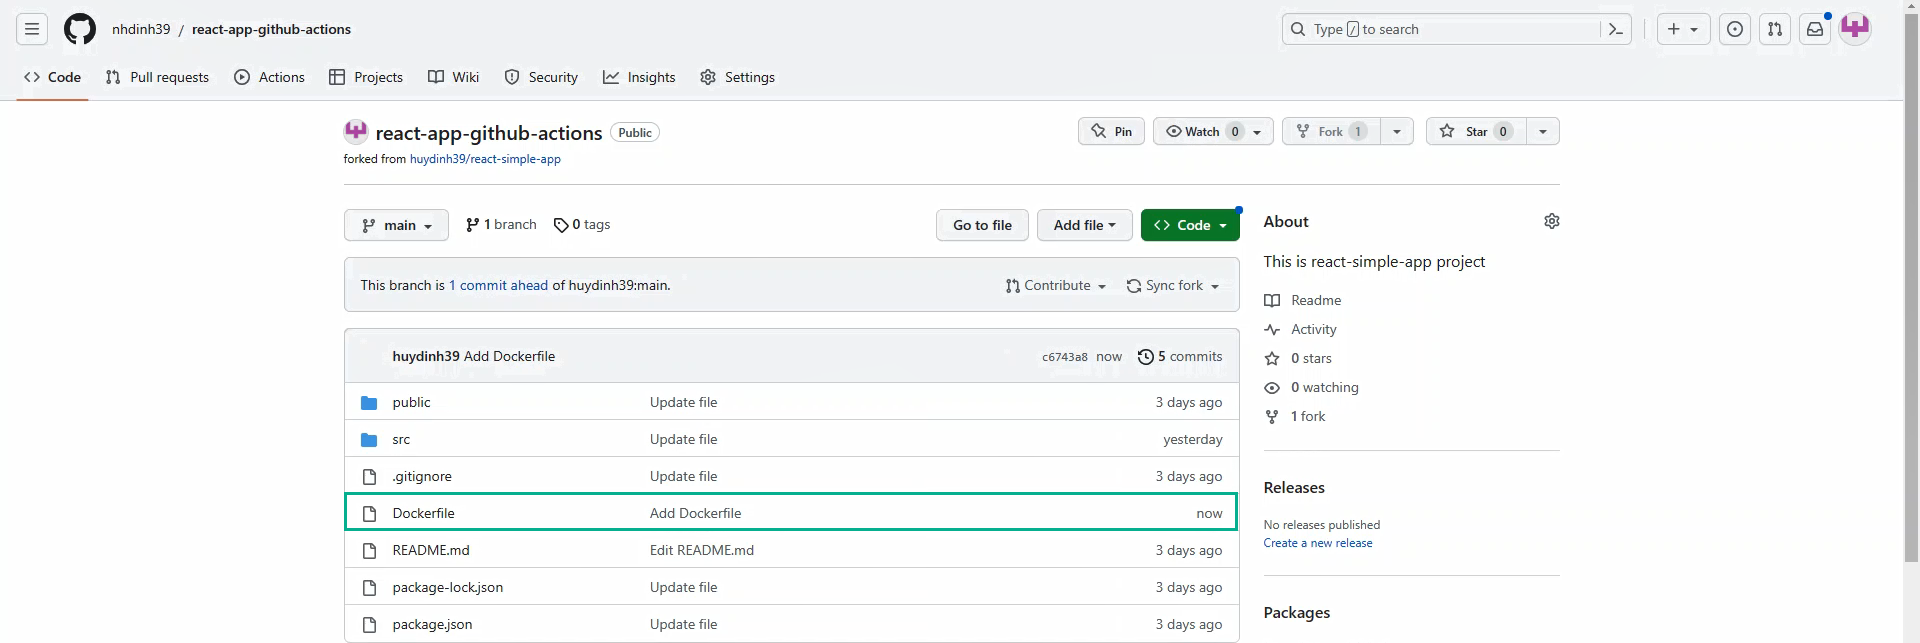 nhdinh39 / react-app-github-actions Type / to search
Code Pull requests Actions Projects Wiki Security Insights Settings
react-app-github-actions Public Pin Watch 0 Fork 1 Star 0
forked from huydinh39/react-simple-app
main 1 branch 0 tags Go to file Add file Code
About
This is react-simple-app project
This branch is 1 commit ahead of huydinh39:main. Contribute Sync fork
Readme
Activity
0 stars
0 watching
1 fork
huydinh39 Add Dockerfile c6743a8 now 5 commits
public Update file 3 days ago
src Update file yesterday
.gitignore Update file 3 days ago
Dockerfile Add Dockerfile now
README.md Edit README.md 3 days ago
package-lock.json Update file 3 days ago
package.json Update file 3 days ago
Releases
No releases published
Create a new release
Packages